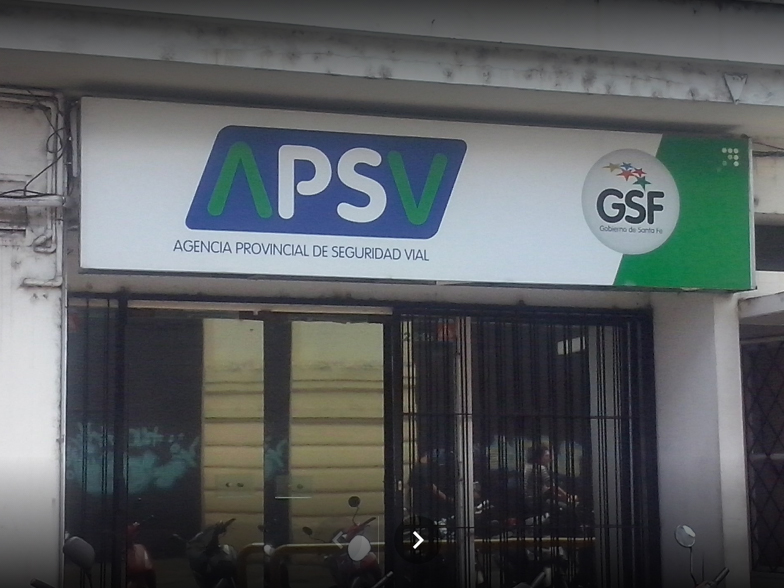 APSV
AGENCIA PROVINCIAL DE SEGURIDAD VIAL
GSF
Gobierno de Santa Fe